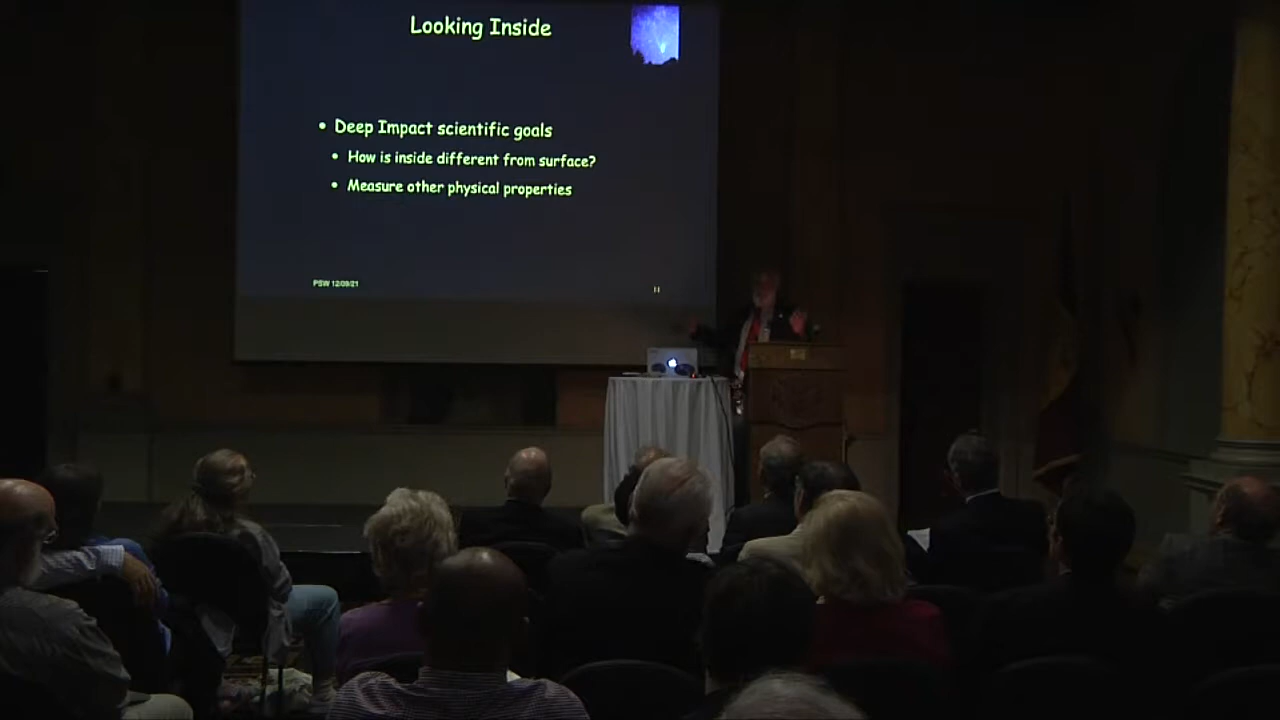 Looking Inside
• Deep Impact scientific goals
• How is inside different from surface?
• Measure other physical properties
PSW 12/09/21
11